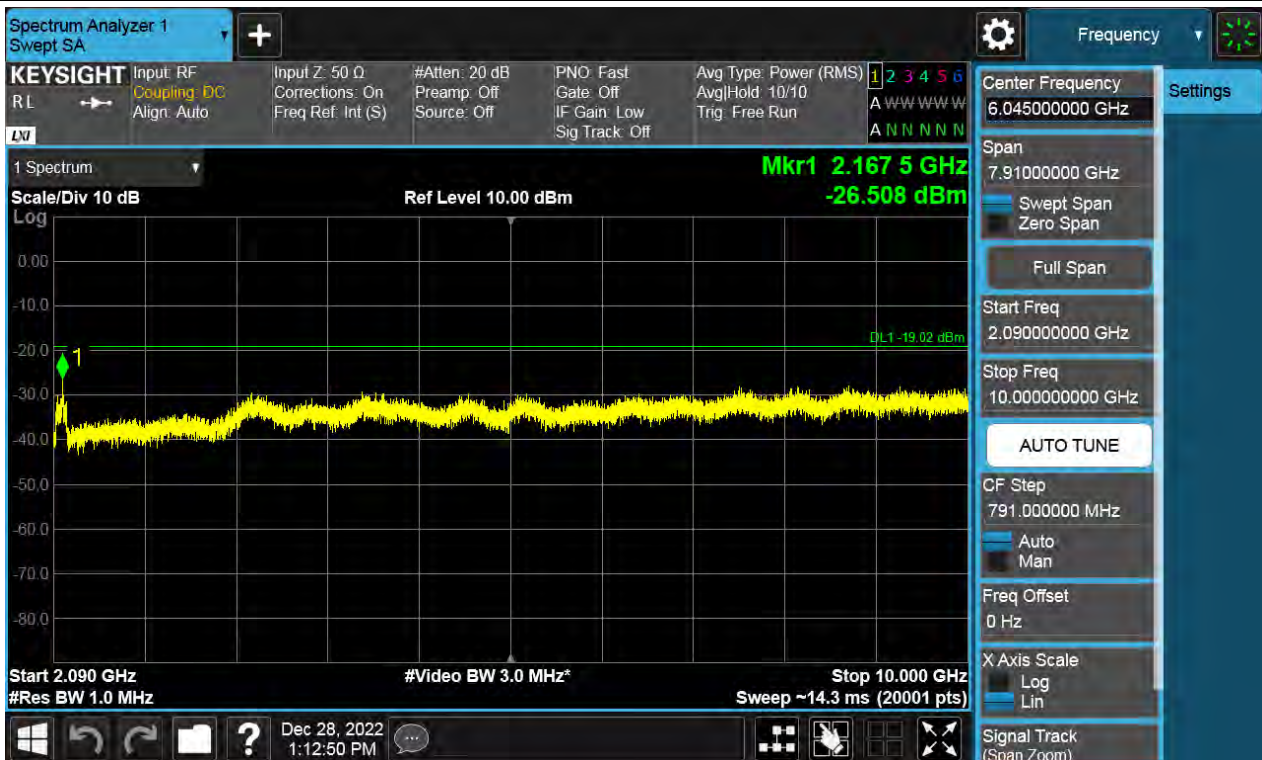 Spectrum Analyzer 1
Swept SA
+
Frequency
KEYSIGHT
R L
LXI
Input: RF
Coupling: DC
Align: Auto
Input Z: 50 Ω
Corrections: On
Freq Ref: Int (S)
#Atten: 20 dB
Preamp: Off
Source: Off
PNO: Fast
Gate: Off
IF Gain: Low
Sig Track: Off
Avg Type: Power (RMS)
Avg|Hold: 10/10
Trig: Free Run
1 2 3 4 5 6
A W W W W W
A N N N N N
1 Spectrum
Mkr1 2.167 5 GHz
-26.508 dBm
Scale/Div 10 dB
Ref Level 10.00 dBm
Log
0.00
-10.0
DL1 -19.02 dBm
-20.0
1
-30.0
-40.0
-50.0
-60.0
-70.0
-80.0
Start 2.090 GHz
#Video BW 3.0 MHz*
Stop 10.000 GHz
#Res BW 1.0 MHz
Sweep ~14.3 ms (20001 pts)
?
Dec 28, 2022
1:12:50 PM
Center Frequency
6.045000000 GHz
Settings
Span
7.91000000 GHz
Swept Span
Zero Span
Full Span
Start Freq
2.090000000 GHz
Stop Freq
10.000000000 GHz
AUTO TUNE
CF Step
791.000000 MHz
Auto
Man
Freq Offset
0 Hz
X Axis Scale
Log
Lin
Signal Track
(Span Zoom)